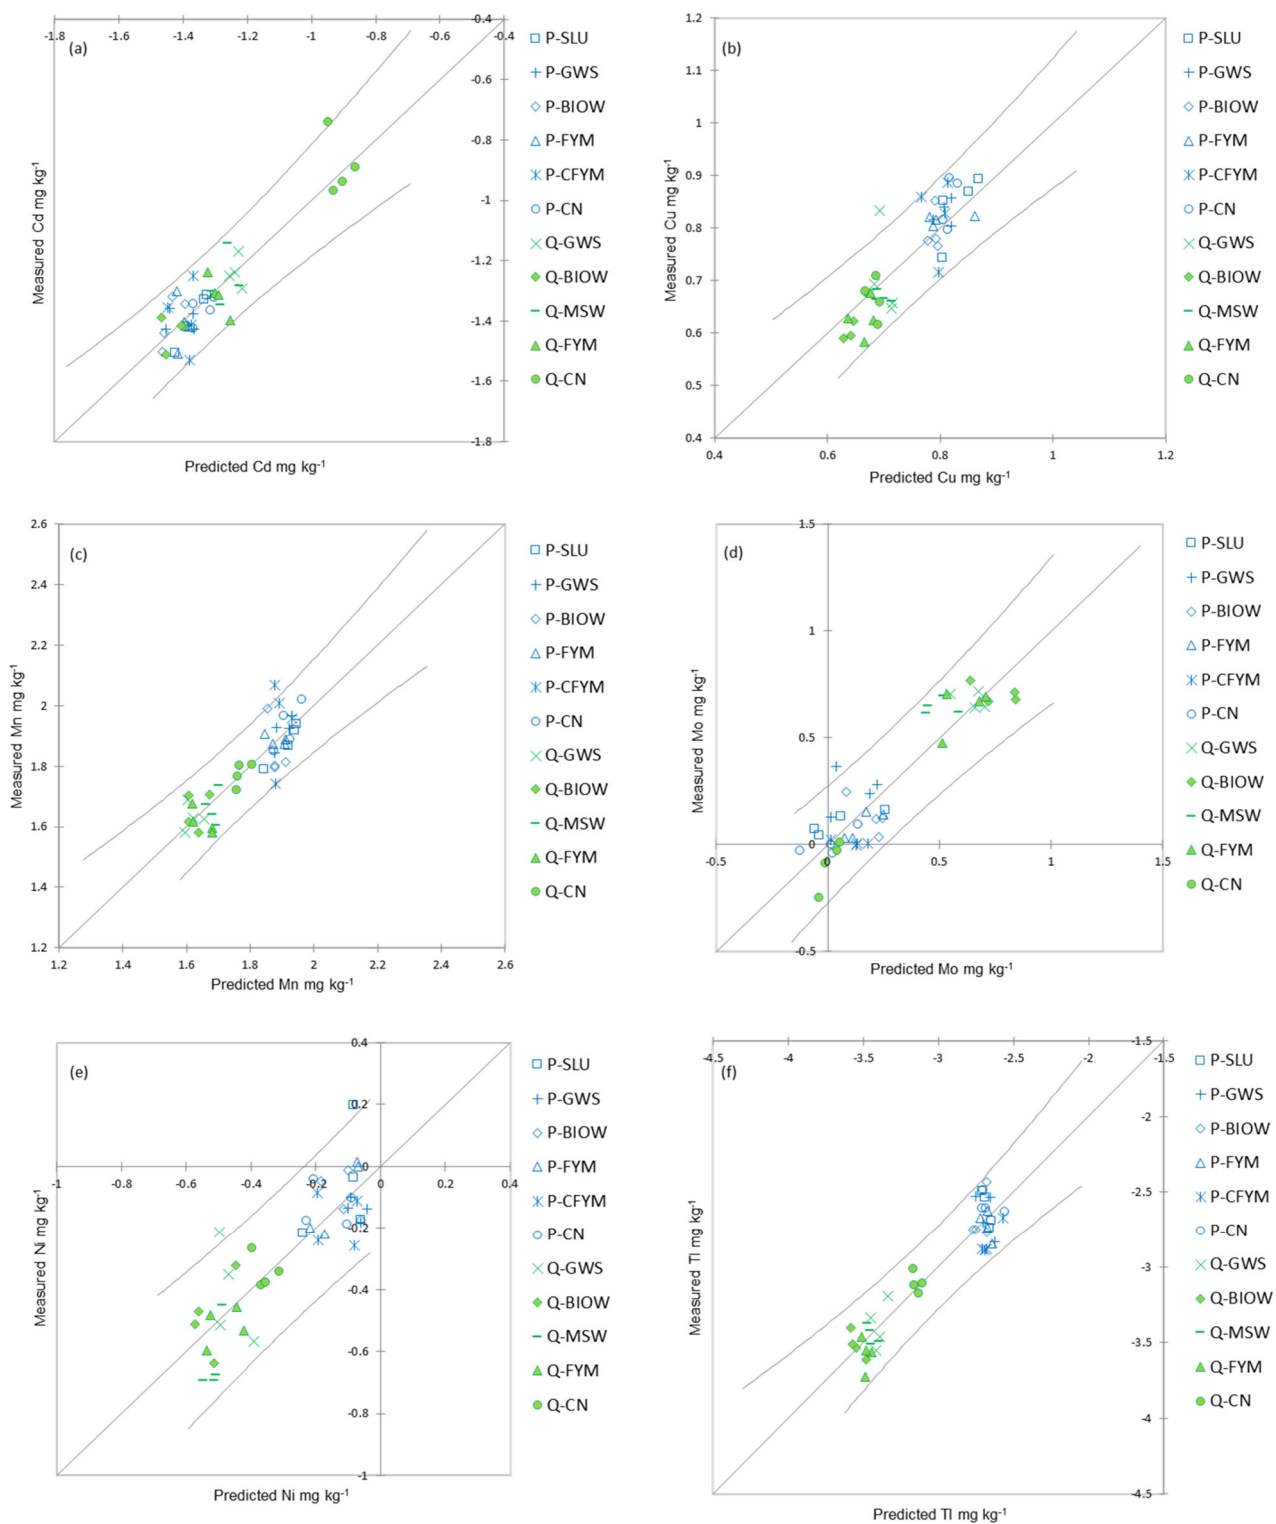 -1.8 -1.6 -1.4 -1.2 -1 -0.8 -0.6 -0.4 -0.4
(a)
-0.6
-0.8
-1
-1.2
-1.4
-1.6
-1.8
Measured Cd mg kg-1
Predicted Cd mg kg-1
P-SLU
P-GWS
P-BIOW
P-FYM
P-CFYM
P-CN
Q-GWS
Q-BIOW
Q-MSW
Q-FYM
Q-CN
(b)
1.2
1.1
1
0.9
0.8
0.7
0.6
0.5
0.4
0.4 0.6 0.8 1 1.2
Measured Cu mg kg-1
Predicted Cu mg kg-1
P-SLU
P-GWS
P-BIOW
P-FYM
P-CFYM
P-CN
Q-GWS
Q-BIOW
Q-MSW
Q-FYM
Q-CN
(c)
2.6
2.4
2.2
2
1.8
1.6
1.4
1.2
1.2 1.4 1.6 1.8 2 2.2 2.4 2.6
Measured Mn mg kg-1
Predicted Mn mg kg-1
P-SLU
P-GWS
P-BIOW
P-FYM
P-CFYM
P-CN
Q-GWS
Q-BIOW
Q-MSW
Q-FYM
Q-CN
(d)
1.5
1
0.5
0
-0.5
-0.5 0 0.5 1 1.5
Measured Mo mg kg-1
Predicted Mo mg kg-1
P-SLU
P-GWS
P-BIOW
P-FYM
P-CFYM
P-CN
Q-GWS
Q-BIOW
Q-MSW
Q-FYM
Q-CN
(e)
0.4
0.2
0
-0.2
-0.4
-0.6
-0.8
-1
-1 -0.8 -0.6 -0.4 -0.2 0 0.2 0.4
Measured Ni mg kg-1
Predicted Ni mg kg-1
P-SLU
P-GWS
P-BIOW
P-FYM
P-CFYM
P-CN
Q-GWS
Q-BIOW
Q-MSW
Q-FYM
Q-CN
-4.5 -4 -3.5 -3 -2.5 -2 -1.5 -1.5
(f)
-2
-2.5
-3
-3.5
-4
-4.5
Measured Tl mg kg-1
Predicted Tl mg kg-1
P-SLU
P-GWS
P-BIOW
P-FYM
P-CFYM
P-CN
Q-GWS
Q-BIOW
Q-MSW
Q-FYM
Q-CN